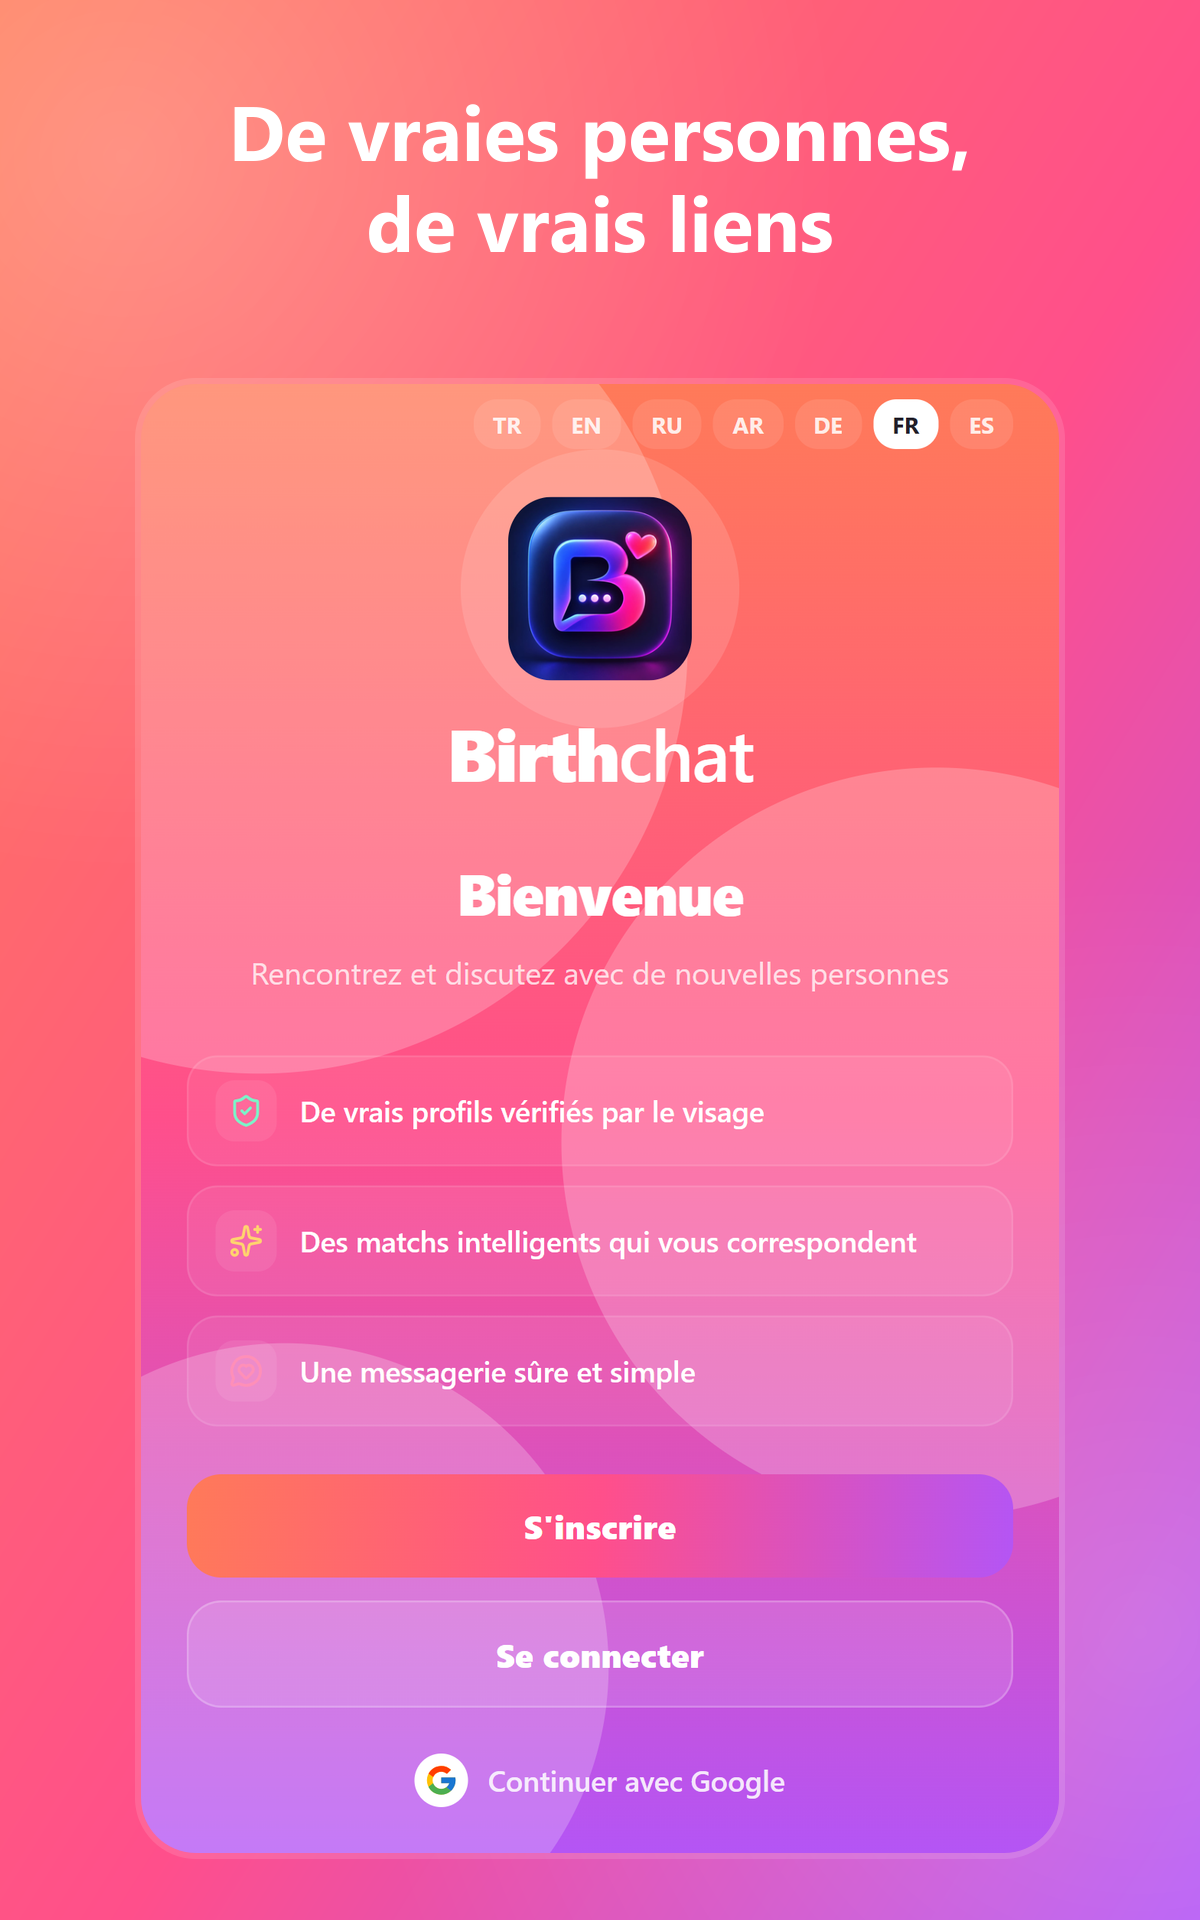 De vraies personnes,
de vrais liens
TR EN RU AR DE FR ES
B
Birthchat
Bienvenue
Rencontrez et discutez avec de nouvelles personnes
De vrais profils vérifiés par le visage
Des matchs intelligents qui vous correspondent
Une messagerie sûre et simple
S'inscrire
Se connecter
G Continuer avec Google